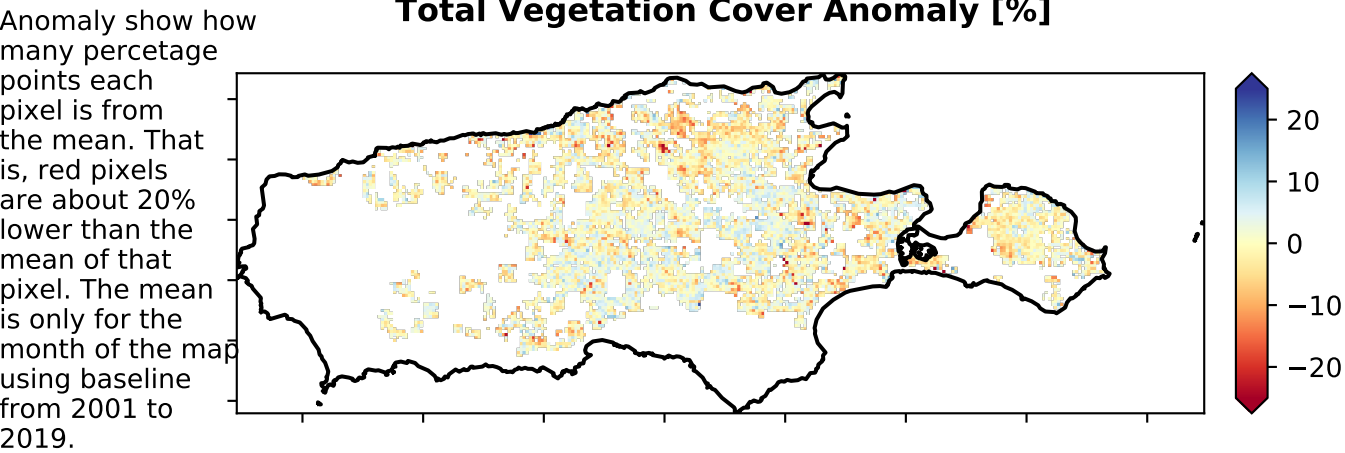 Total Vegetation Cover Anomaly [%]
Anomaly show how
many percetage
points each
pixel is from
the mean. That
is, red pixels
are about 20%
lower than the
mean of that
pixel. The mean
is only for the
month of the map
using baseline
from 2001 to
2019.
20
10
0
−10
−20